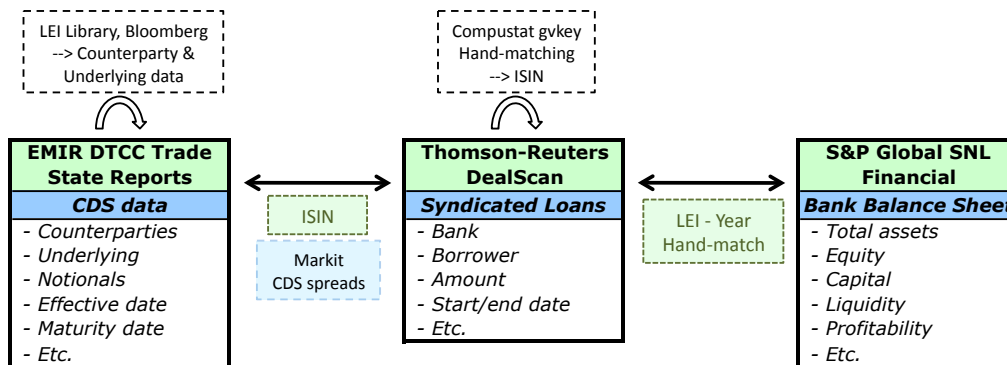 LEI Library, Bloomberg
--> Counterparty &
Underlying data
Compustat gvkey
Hand-matching
--> ISIN
EMIR DTCC Trade
State Reports
CDS data
- Counterparties
- Underlying
- Notionals
- Effective date
- Maturity date
- Etc.
ISIN
Markit
CDS spreads
Thomson-Reuters
DealScan
Syndicated Loans
- Bank
- Borrower
- Amount
- Start/end date
- Etc.
LEI - Year
Hand-match
S&P Global SNL
Financial
Bank Balance Sheet
- Total assets
- Equity
- Capital
- Liquidity
- Profitability
- Etc.